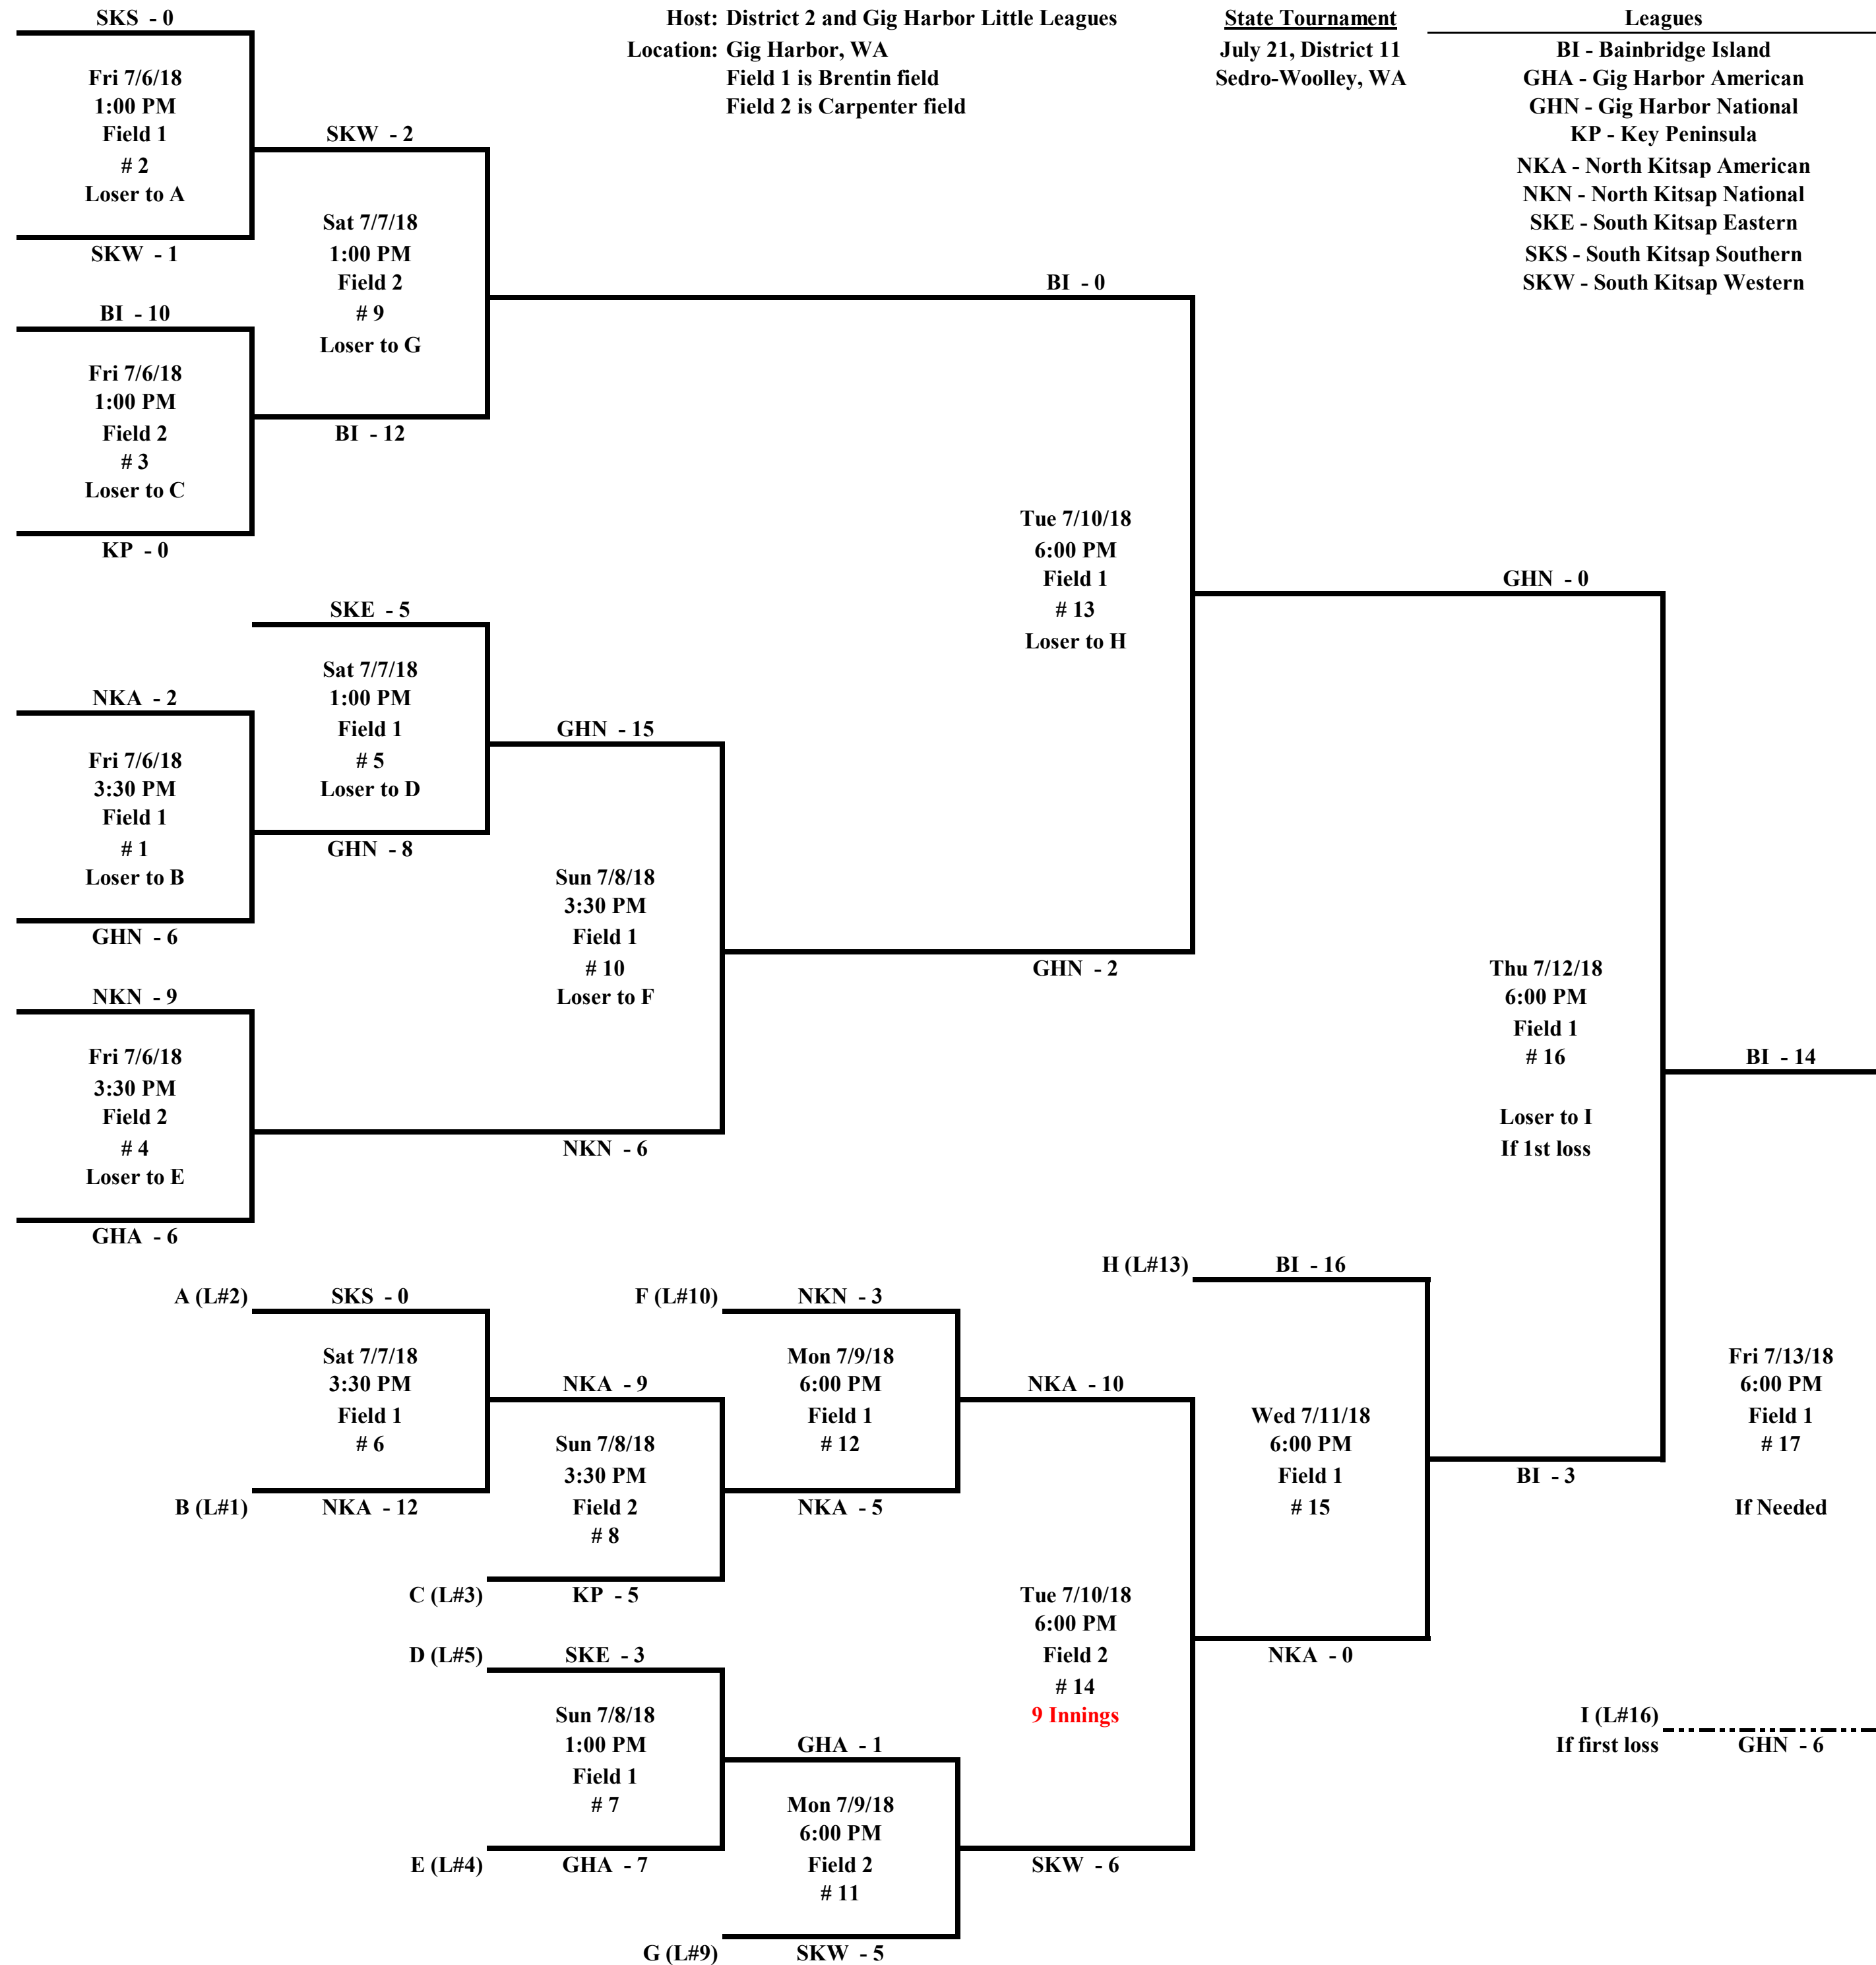 Host: District 2 and Gig Harbor Little Leagues
Location: Gig Harbor, WA
Field 1 is Brentin field
Field 2 is Carpenter field
State Tournament
July 21, District 11
Sedro-Woolley, WA
Leagues
BI - Bainbridge Island
GHA - Gig Harbor American
GHN - Gig Harbor National
KP - Key Peninsula
NKA - North Kitsap American
NKN - North Kitsap National
SKE - South Kitsap Eastern
SKS - South Kitsap Southern
SKW - South Kitsap Western
SKS - 0
Fri 7/6/18
1:00 PM
Field 1
# 2
Loser to A
SKW - 1
BI - 10
Fri 7/6/18
1:00 PM
Field 2
# 3
Loser to C
KP - 0
SKW - 2
Sat 7/7/18
1:00 PM
Field 2
# 9
Loser to G
BI - 12
SKE - 5
Sat 7/7/18
1:00 PM
Field 1
# 5
Loser to D
GHN - 8
NKA - 2
Fri 7/6/18
3:30 PM
Field 1
# 1
Loser to B
GHN - 6
NKN - 9
Fri 7/6/18
3:30 PM
Field 2
# 4
Loser to E
GHA - 6
GHN - 15
Sun 7/8/18
3:30 PM
Field 1
# 10
Loser to F
NKN - 6
BI - 0
Tue 7/10/18
6:00 PM
Field 1
# 13
Loser to H
GHN - 2
GHN - 0
Thu 7/12/18
6:00 PM
Field 1
# 16
Loser to I
If 1st loss
BI - 3
BI - 14
Fri 7/13/18
6:00 PM
Field 1
# 17
If Needed
I (L#16)
If first loss
GHN - 6
A (L#2)
SKS - 0
Sat 7/7/18
3:30 PM
Field 1
# 6
B (L#1)
NKA - 12
NKA - 9
Sun 7/8/18
3:30 PM
Field 2
# 8
C (L#3)
KP - 5
D (L#5)
SKE - 3
Sun 7/8/18
1:00 PM
Field 1
# 7
E (L#4)
GHA - 7
F (L#10)
NKN - 3
Mon 7/9/18
6:00 PM
Field 1
# 12
NKA - 5
GHA - 1
Mon 7/9/18
6:00 PM
Field 2
# 11
G (L#9)
SKW - 5
NKA - 10
Tue 7/10/18
6:00 PM
Field 2
# 14
9 Innings
SKW - 6
H (L#13)
BI - 16
Wed 7/11/18
6:00 PM
Field 1
# 15
NKA - 0